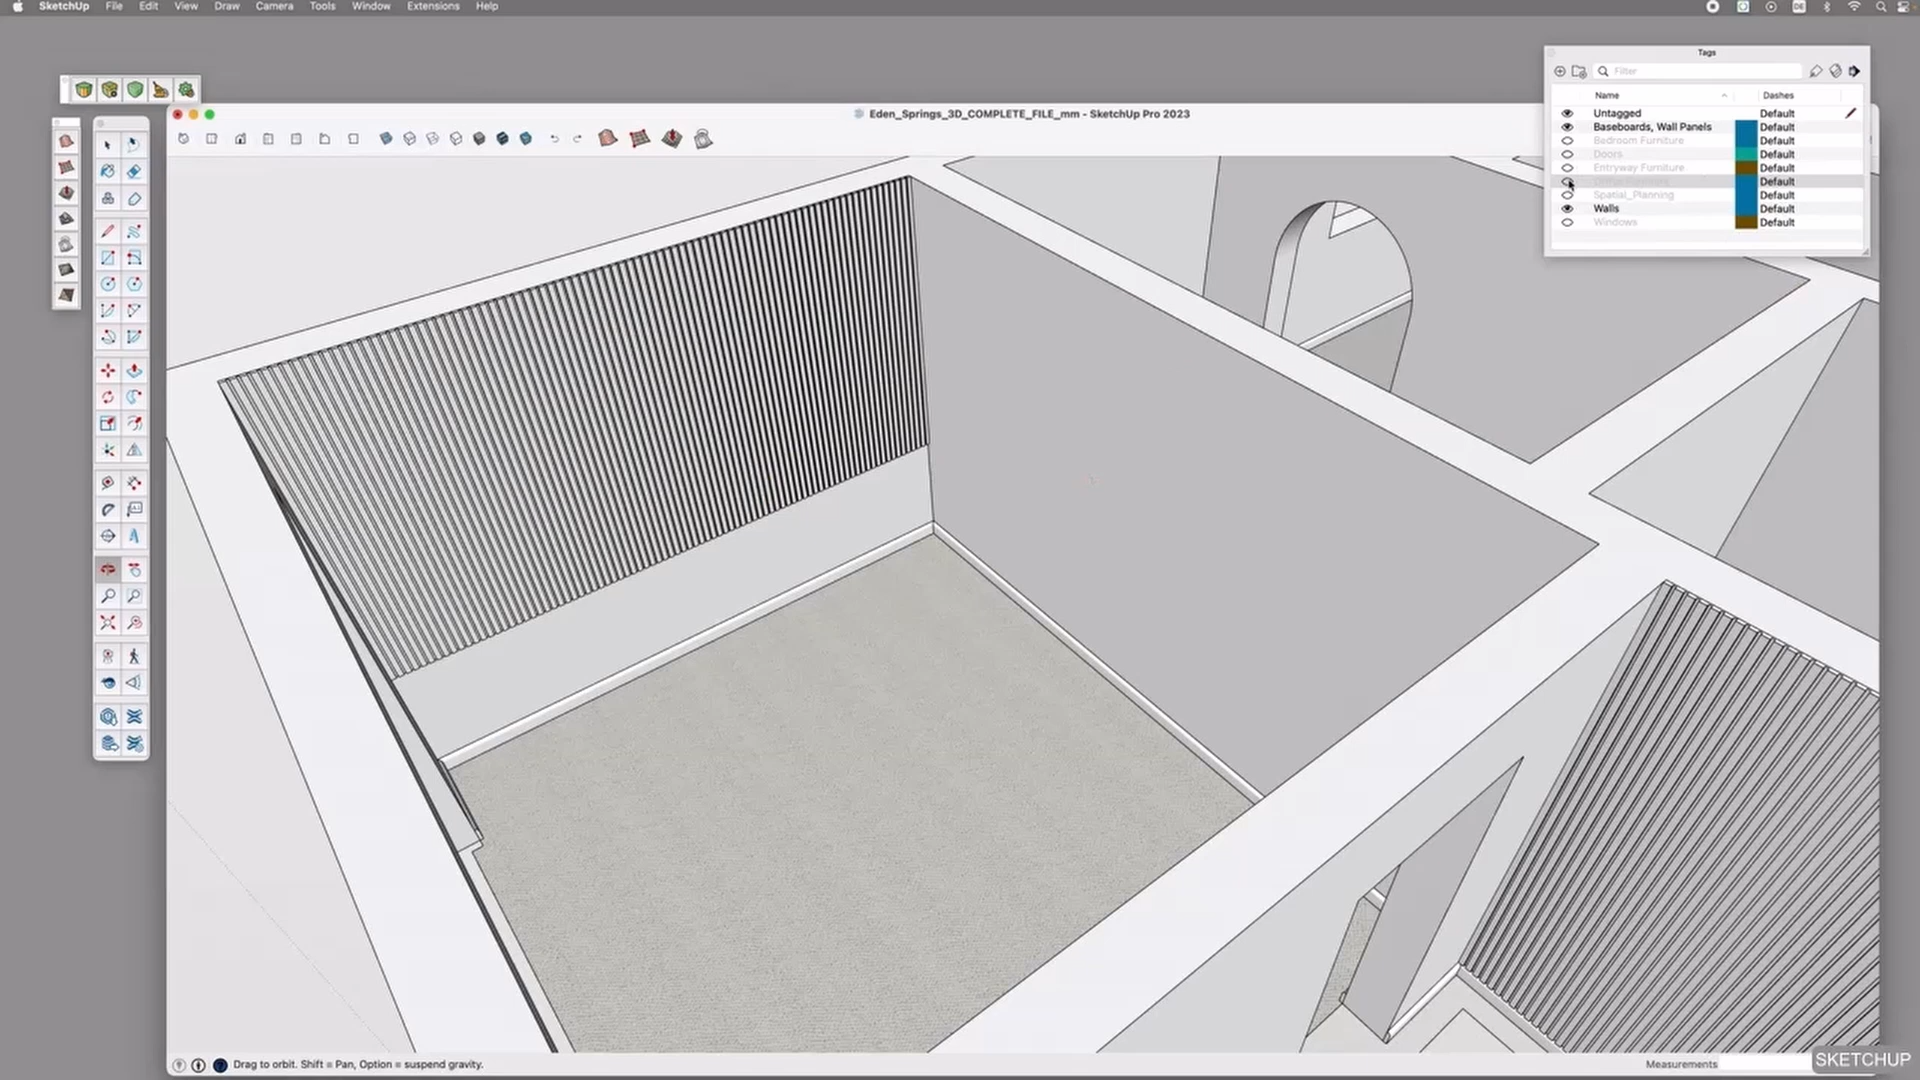 SketchUp File Edit View Draw Camera Tools Window Extensions Help
Tags
Filter
Name Dashes
Untagged Default
Baseboards, Wall Panels Default
Bedroom Furniture Default
Doors Default
Entryway Furniture Default
Default
Spatial_Planning Default
Walls Default
Windows Default
Eden_Springs_3D_COMPLETE_FILE_mm - SketchUp Pro 2023
Drag to orbit. Shift = Pan, Option = suspend gravity.
Measurements
SKETCHUP